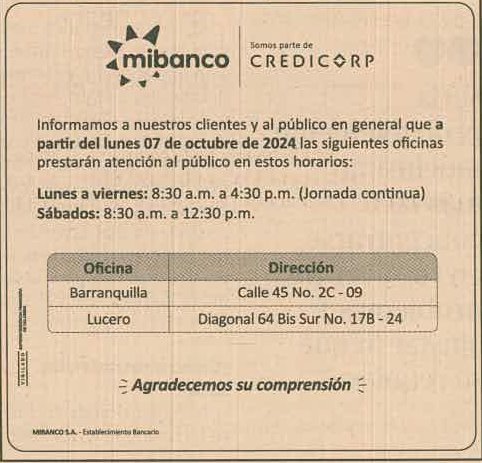 mibanco
Somos parte de
CREDICORP
Informamos a nuestros clientes y al público en general que a
partir del lunes 07 de octubre de 2024 las siguientes oficinas
prestarán atención al público en estos horarios:
Lunes a viernes: 8:30 a.m. a 4:30 p.m. (Jornada continua)
Sábados: 8:30 a.m. a 12:30 p.m.
Oficina Dirección
Barranquilla Calle 45 No. 2C - 09
Lucero Diagonal 64 Bis Sur No. 17B - 24
Agradecemos su comprensión
VIGILADO
MIBANCO S.A. - Establecimiento Bancario